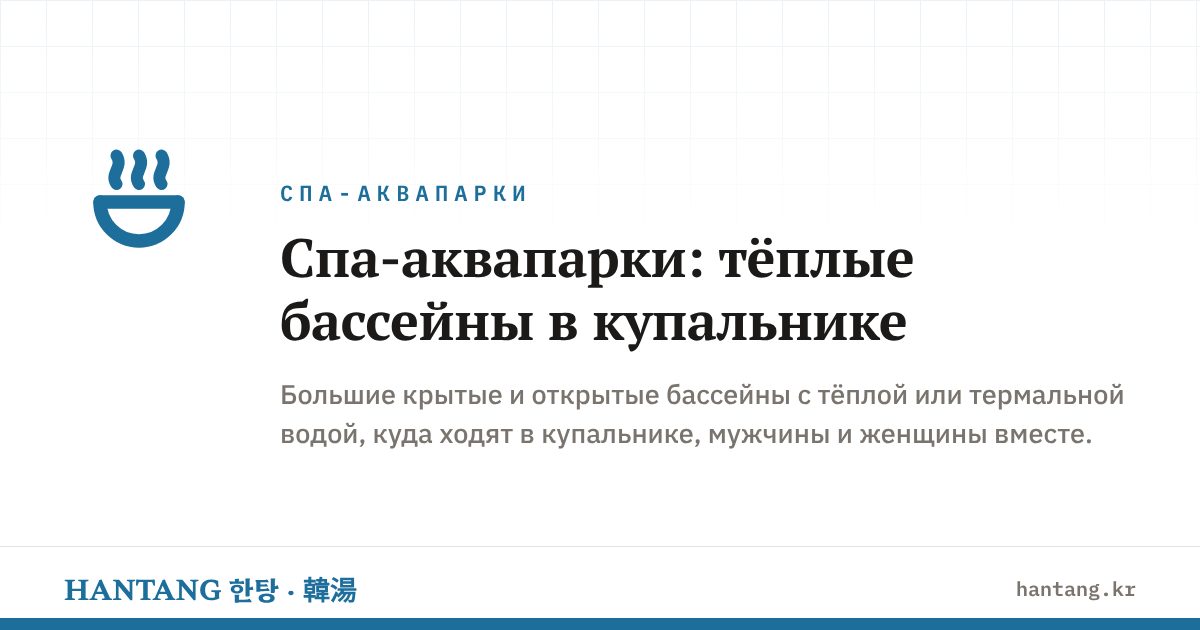 СПА-АКВАПАРКИ
Спа-аквапарки: тёплые
бассейны в купальнике
Большие крытые и открытые бассейны с тёплой или термальной
водой, куда ходят в купальнике, мужчины и женщины вместе.
HANTANG 한탕 · 韓湯
hantang.kr